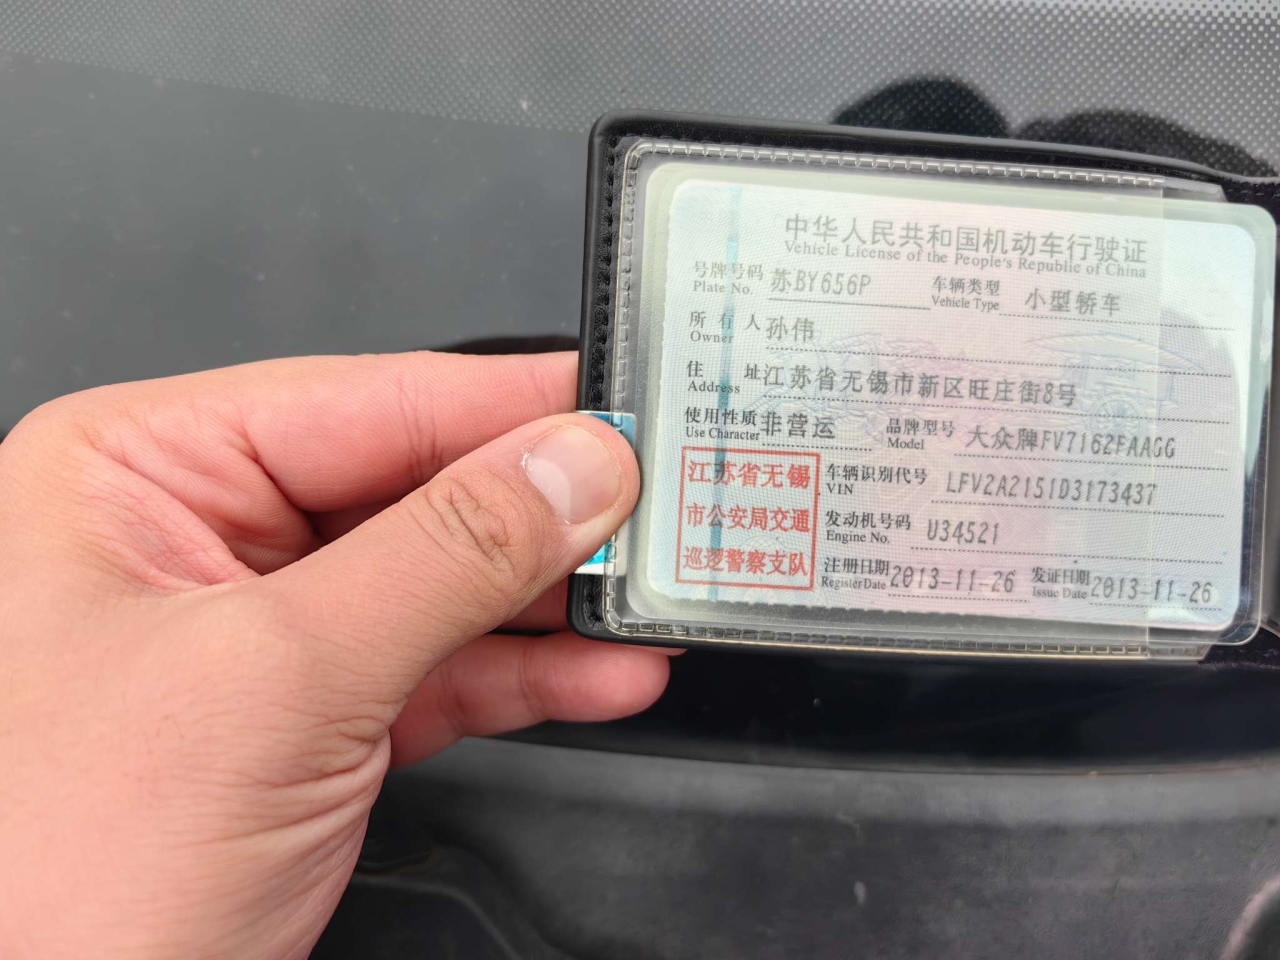 中华人民共和国机动车行驶证
Vehicle License of the People's Republic of China
号牌号码 苏BY656P 车辆类型 小型轿车
Plate No. Vehicle Type
所有人 孙伟
Owner
住址 江苏省无锡市新区旺庄街8号
Address
使用性质 非营运 品牌型号 大众牌FV7162FAAGG
Use Character Model
江苏省无锡 车辆识别代号 LFV2A2151D3173437
VIN
市公安局交通 发动机号码 U34521
Engine No.
巡逻警察支队 注册日期 2013-11-26 发证日期 2013-11-26
Register Date Issue Date